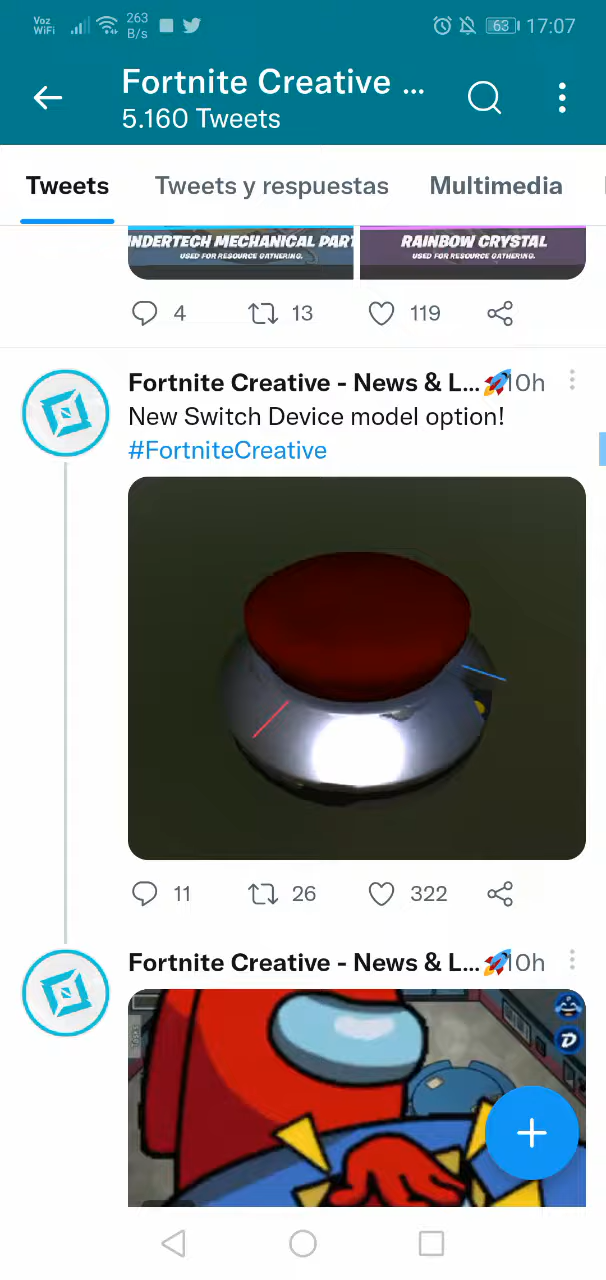 Voz WiFi 263 B/s 63 17:07
Fortnite Creative ...
5.160 Tweets
Tweets Tweets y respuestas Multimedia
NDERTECH MECHANICAL PART RAINBOW CRYSTAL
USED FOR RESOURCE GATHERING. USED FOR RESOURCE GATHERING.
4 13 119
Fortnite Creative - News & L... 10h
New Switch Device model option!
#FortniteCreative
11 26 322
Fortnite Creative - News & L... 10h